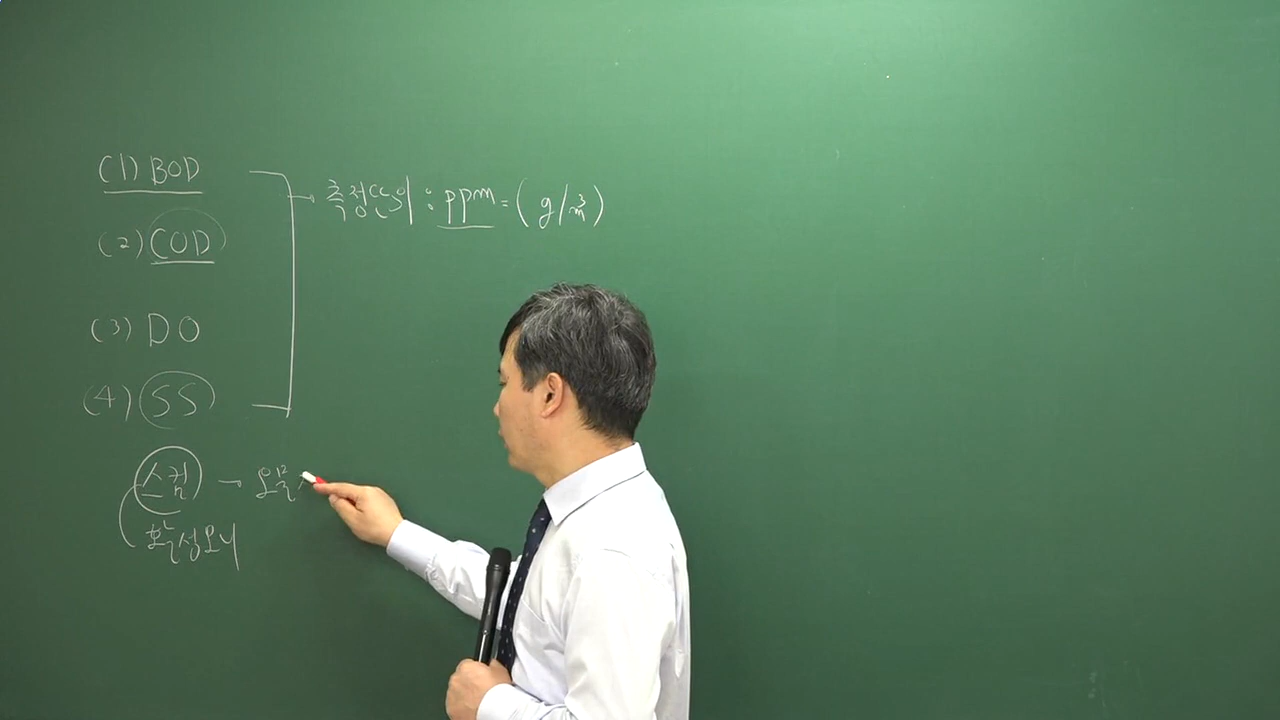 (1) BOD
측정단위 : ppm = (g/m³)
(2) COD
(3) DO
(4) SS
스컴 → 오물
활성오니